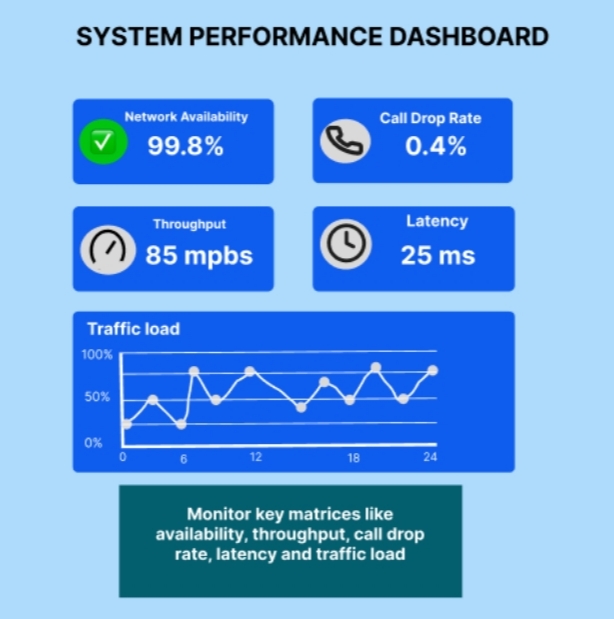 SYSTEM PERFORMANCE DASHBOARD
Network Availability
99.8%
Call Drop Rate
0.4%
Throughput
85 mpbs
Latency
25 ms
Traffic load
100%
50%
0%
0 6 12 18 24
Monitor key matrices like
availability, throughput, call drop
rate, latency and traffic load